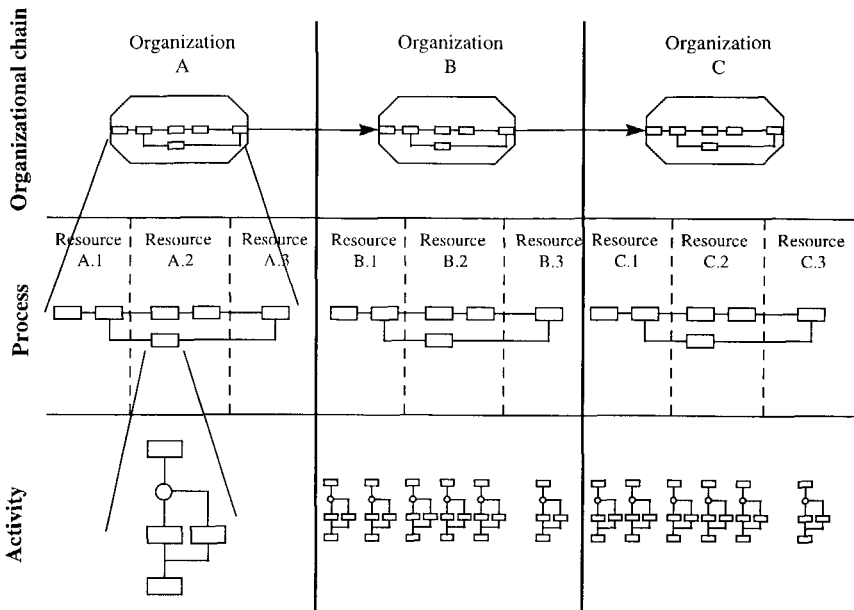 Organizational chain
Organization
A
Organization
B
Organization
C
Process
Resource
A.1
Resource
A.2
Resource
A.3
Resource
B.1
Resource
B.2
Resource
B.3
Resource
C.1
Resource
C.2
Resource
C.3
Activity